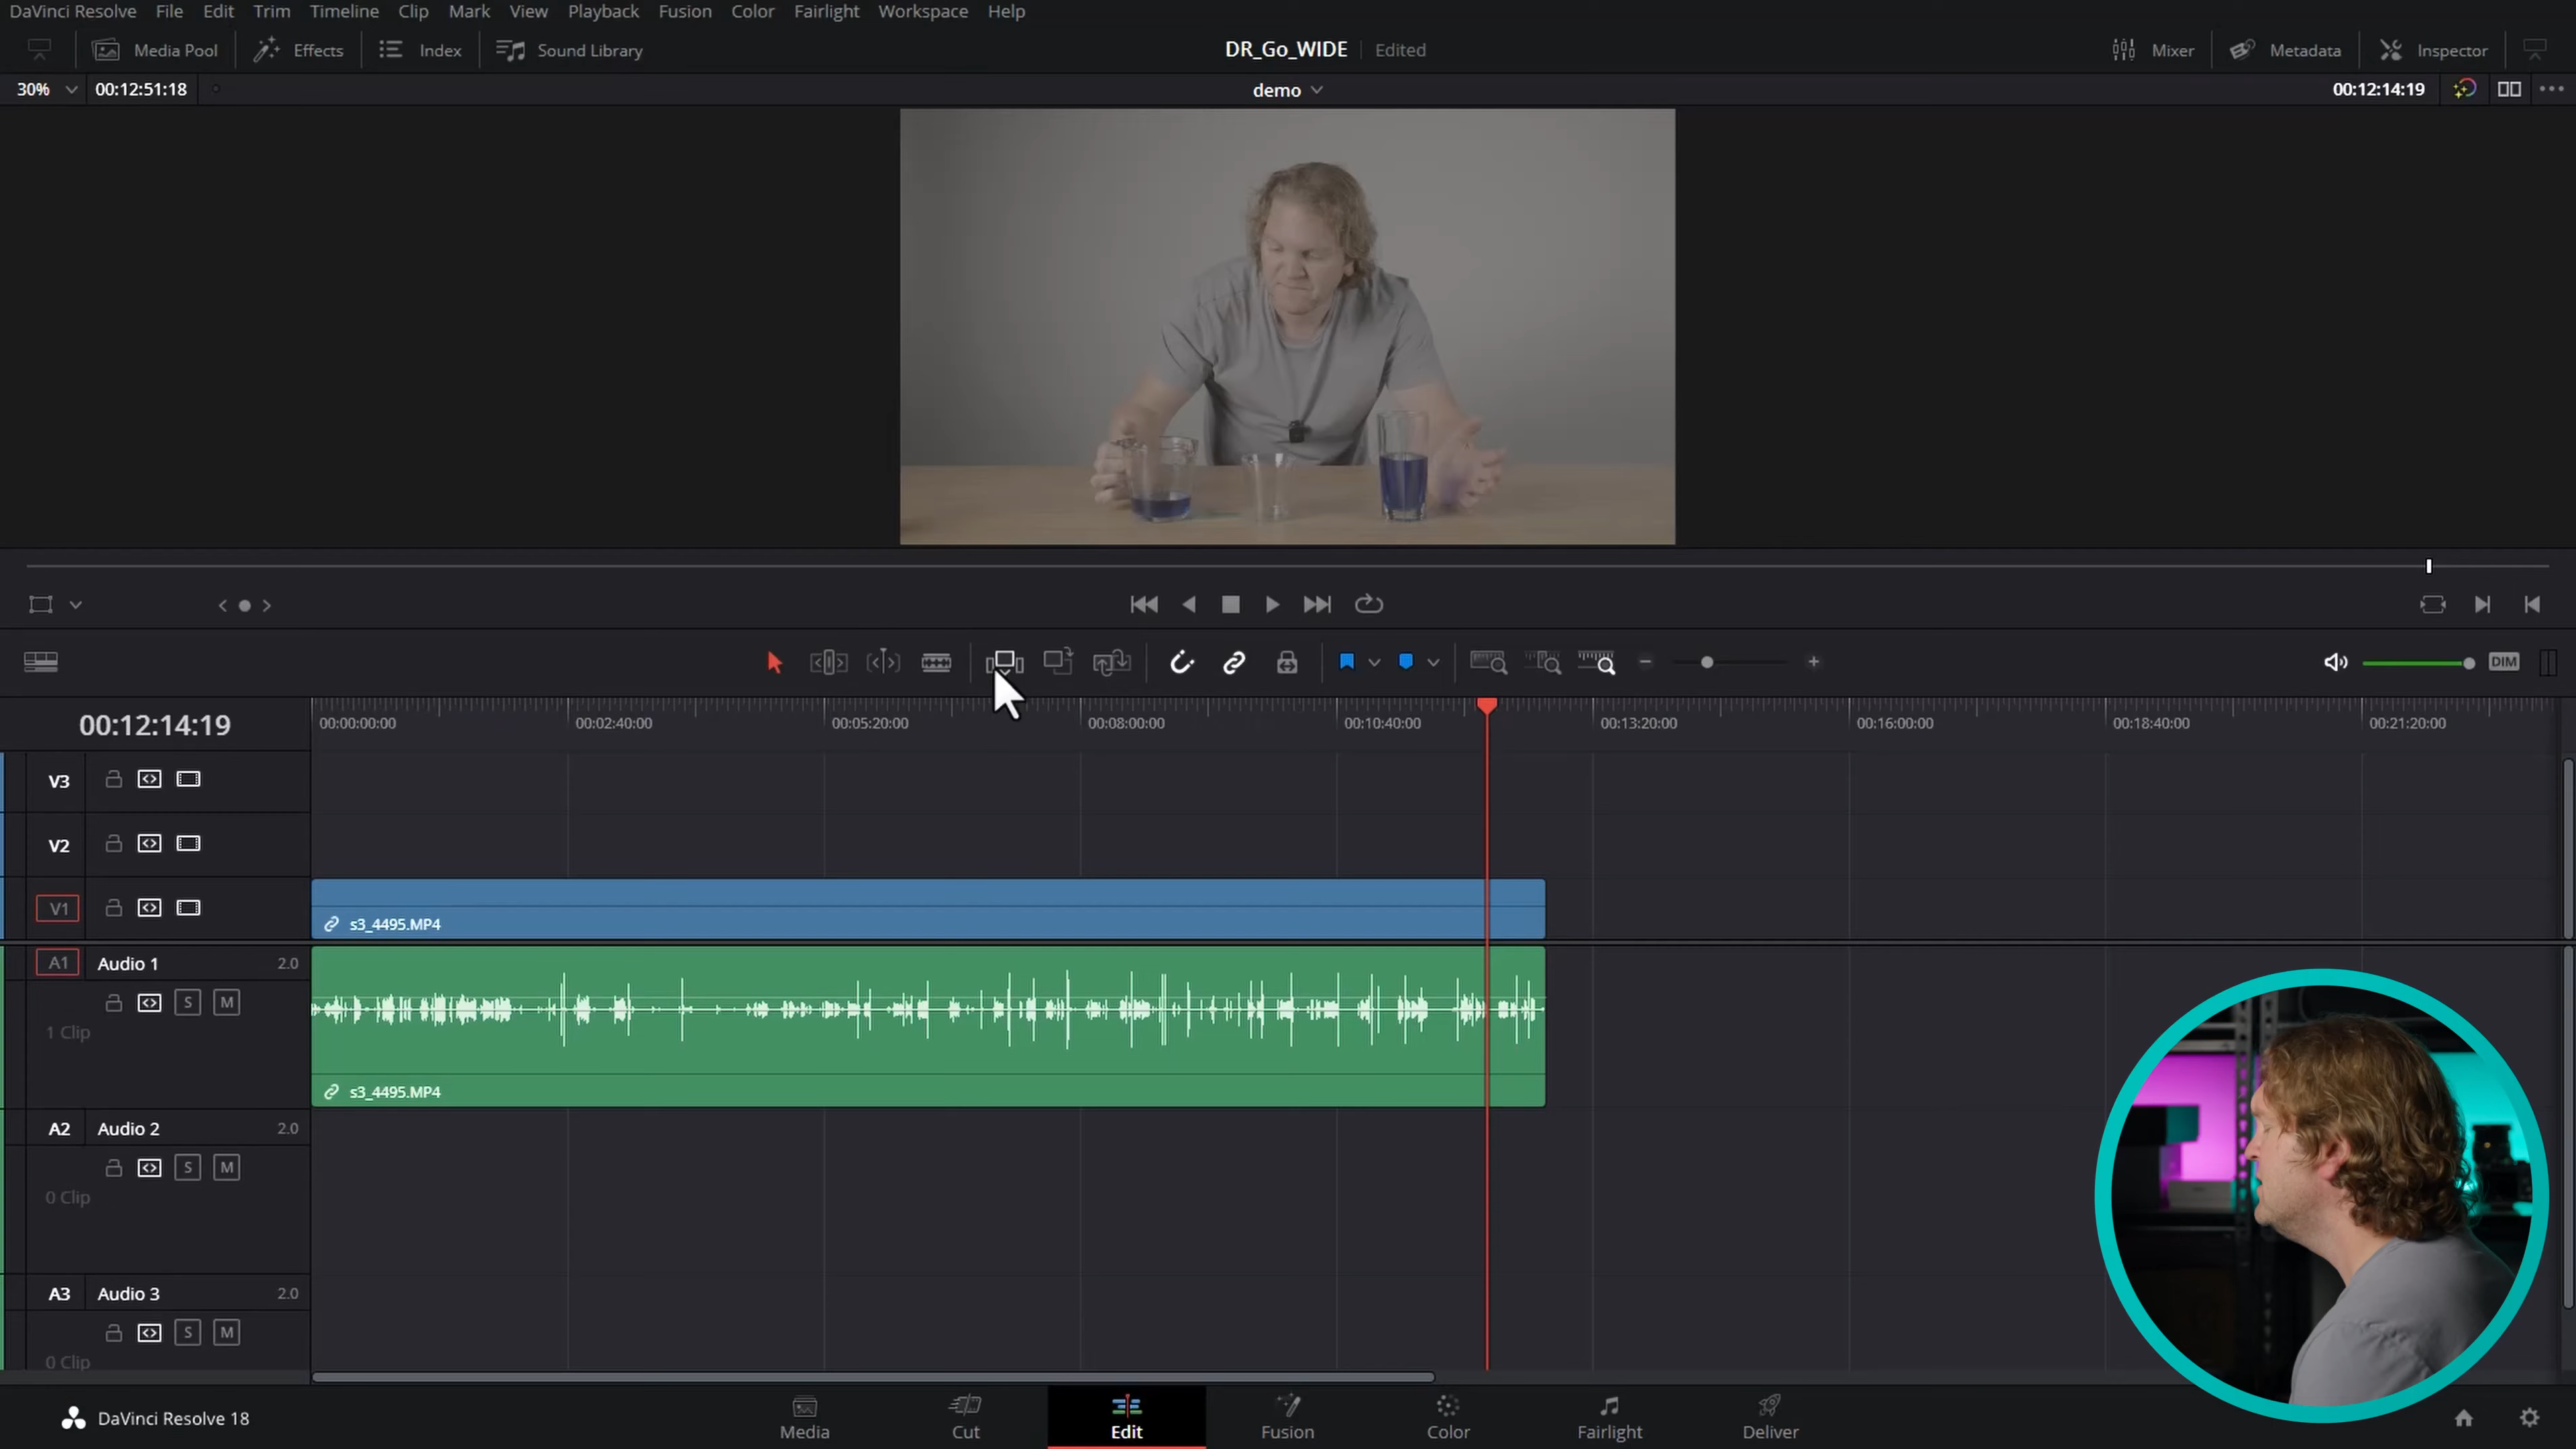 DaVinci Resolve File Edit Trim Timeline Clip Mark View Playback Fusion Color Fairlight Workspace Help
Media Pool Effects Index Sound Library DR_Go_WIDE Edited Mixer Metadata Inspector
30% 00:12:51:18 demo 00:12:14:19
DIM
00:12:14:19 00:00:00:00 00:02:40:00 00:05:20:00 00:08:00:00 00:10:40:00 00:13:20:00 00:16:00:00 00:18:40:00 00:21:20:00
V3
V2
V1
s3_4495.MP4
A1 Audio 1 2.0
S M
1 Clip
s3_4495.MP4
A2 Audio 2 2.0
S M
0 Clip
A3 Audio 3 2.0
S M
0 Clip
DaVinci Resolve 18 Media Cut Edit Fusion Color Fairlight Deliver